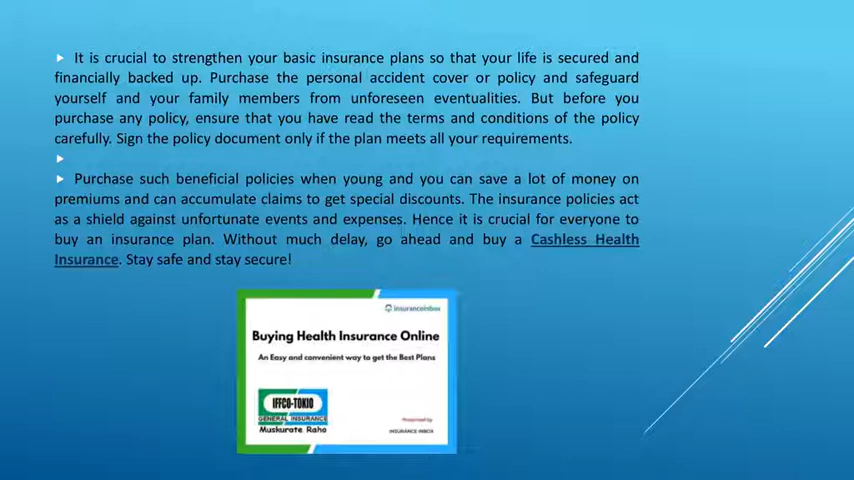 It is crucial to strengthen your basic insurance plans so that your life is secured and
financially backed up. Purchase the personal accident cover or policy and safeguard
yourself and your family members from unforeseen eventualities. But before you
purchase any policy, ensure that you have read the terms and conditions of the policy
carefully. Sign the policy document only if the plan meets all your requirements.
Purchase such beneficial policies when young and you can save a lot of money on
premiums and can accumulate claims to get special discounts. The insurance policies act
as a shield against unfortunate events and expenses. Hence it is crucial for everyone to
buy an insurance plan. Without much delay, go ahead and buy a Cashless Health
Insurance. Stay safe and stay secure!
insuranceinbox
Buying Health Insurance Online
An Easy and convenient way to get the Best Plans
IFFCO-TOKIO
GENERAL INSURANCE
Muskurate Raho
Presented by
INSURANCE INBOX